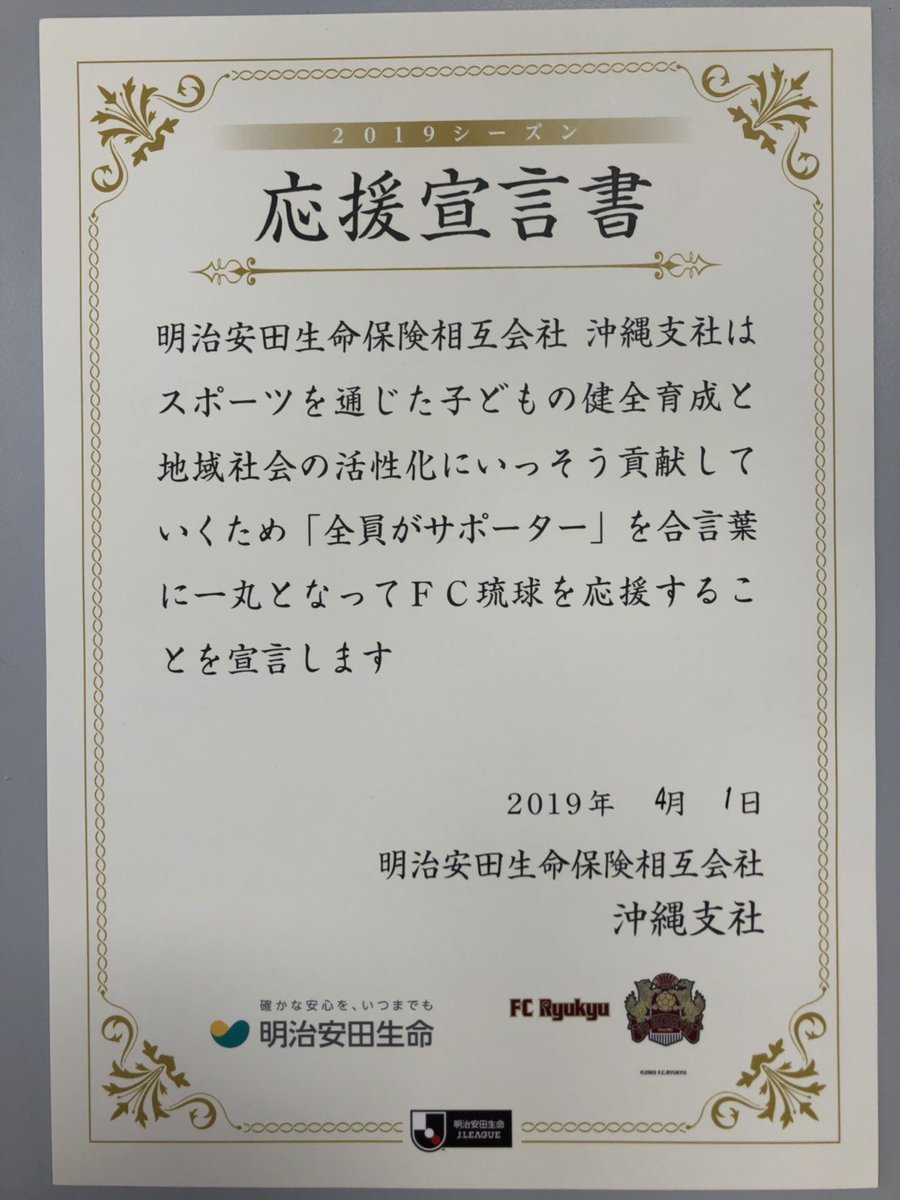 2019シーズン
応援宣言書
明治安田生命保険相互会社 沖縄支社は
スポーツを通じた子どもの健全育成と
地域社会の活性化にいっそう貢献して
いくため「全員がサポーター」を合言葉
に一丸となってＦＣ琉球を応援するこ
とを宣言します
2019年 4月 1日
明治安田生命保険相互会社
沖縄支社
確かな安心を、いつまでも
明治安田生命
FC Ryukyu
©2003 F.C.RYUKYU
明治安田生命
J.LEAGUE